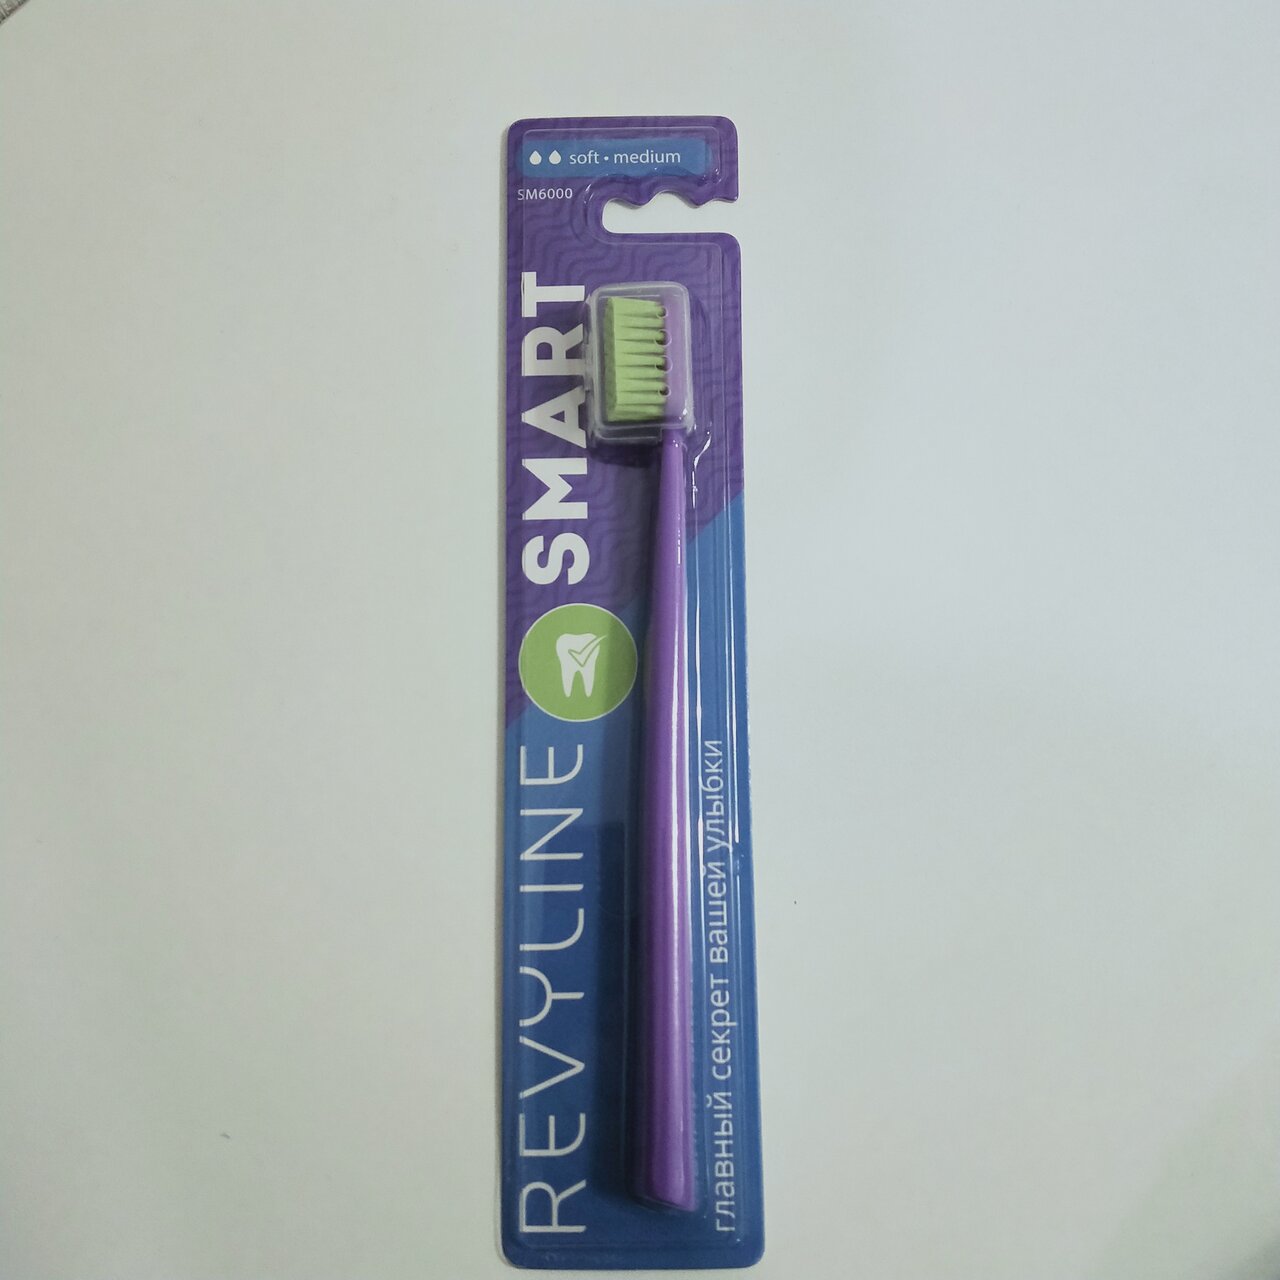 soft • medium
SM6000
REVYLINE SMART
главный секрет вашей улыбки